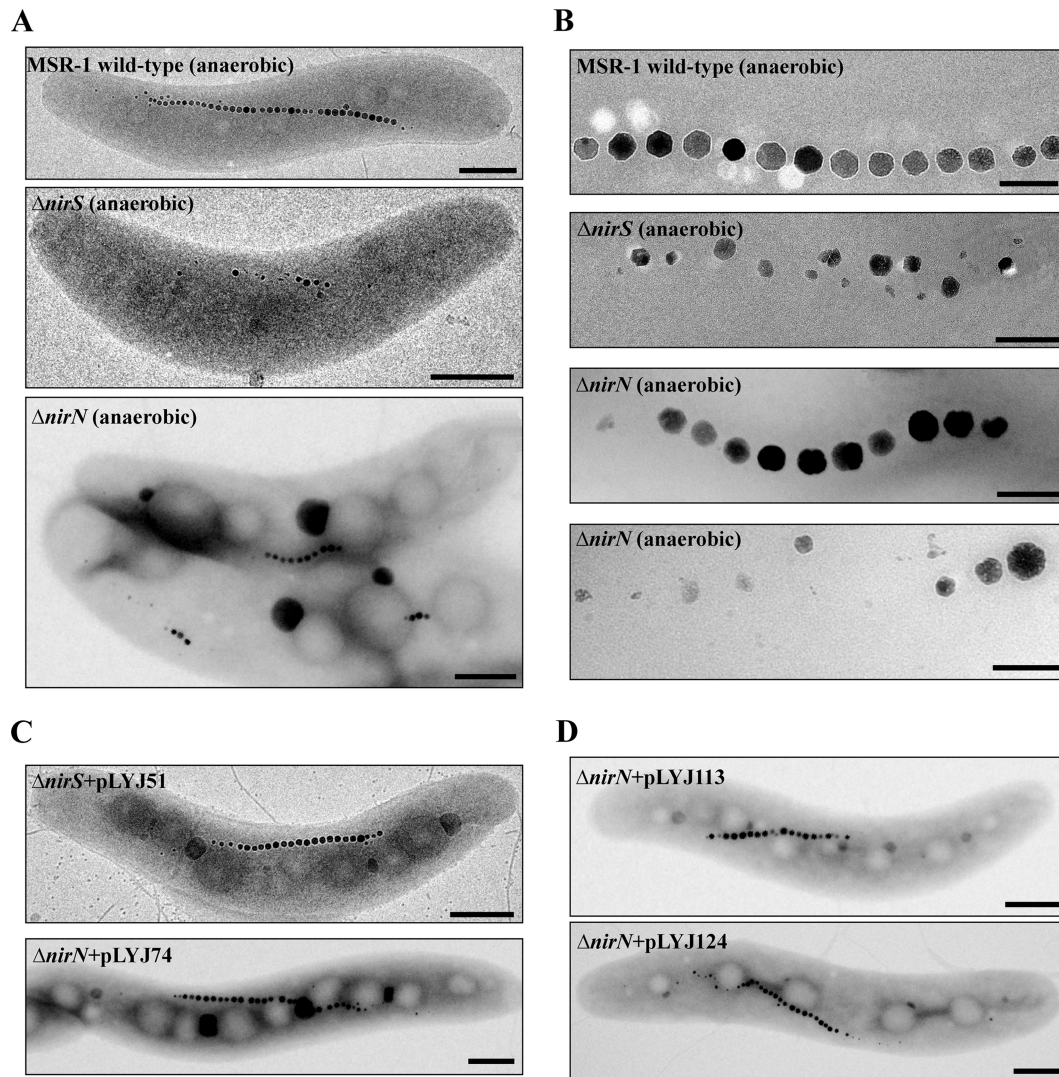 A
MSR-1 wild-type (anaerobic)
ΔnirS (anaerobic)
ΔnirN (anaerobic)
B
MSR-1 wild-type (anaerobic)
ΔnirS (anaerobic)
ΔnirN (anaerobic)
ΔnirN (anaerobic)
C
ΔnirS+pLYJ51
ΔnirN+pLYJ74
D
ΔnirN+pLYJ113
ΔnirN+pLYJ124